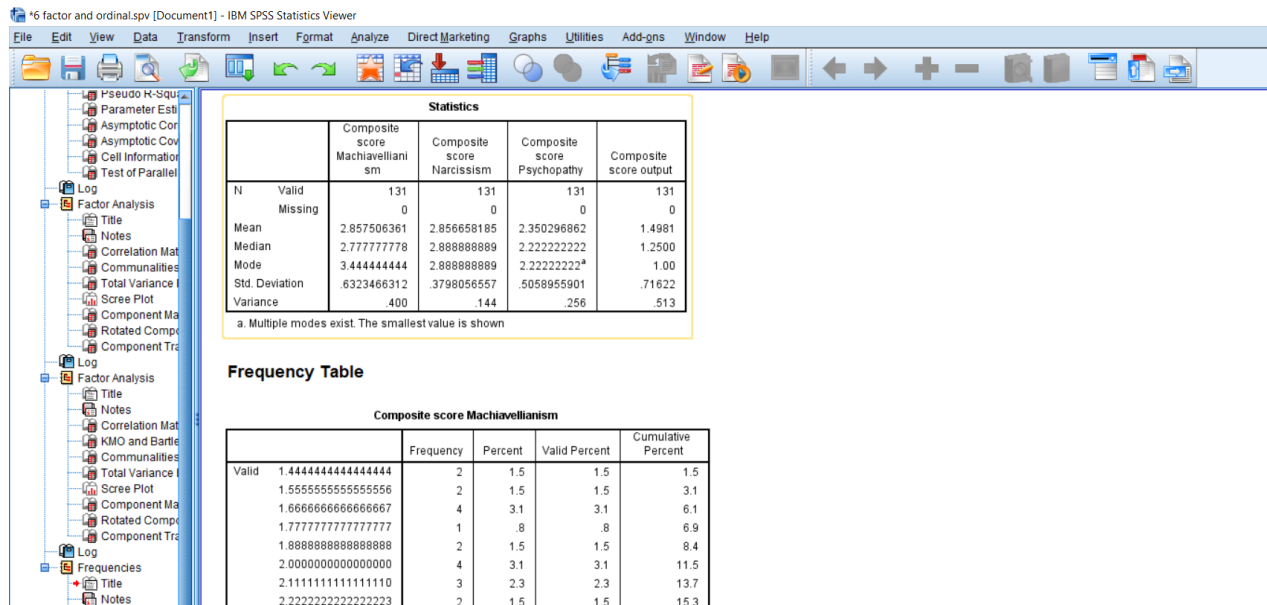 *6 factor and ordinal.spv [Document1] - IBM SPSS Statistics Viewer
File Edit View Data Transform Insert Format Analyze Direct Marketing Graphs Utilities Add-ons Window Help
Pseudo R-Squa
Parameter Esti
Asymptotic Cor
Asymptotic Cov
Cell Information
Test of Parallel
Log
Factor Analysis
Title
Notes
Correlation Mat
Communalities
Total Variance
Scree Plot
Component Ma
Rotated Compo
Component Tra
Log
Factor Analysis
Title
Notes
Correlation Mat
KMO and Bartle
Communalities
Total Variance
Scree Plot
Component Ma
Rotated Compo
Component Tra
Log
Frequencies
Title
Notes
Statistics
Composite score Machiavelliani sm Composite score Narcissism Composite score Psychopathy Composite score output
N Valid 131 131 131 131
Missing 0 0 0 0
Mean 2.857506361 2.856658185 2.350296862 1.4981
Median 2.777777778 2.888888889 2.222222222 1.2500
Mode 3.444444444 2.888888889 2.22222222a 1.00
Std. Deviation .6323466312 .3798056557 .5058955901 .71622
Variance .400 .144 .256 .513
a. Multiple modes exist. The smallest value is shown
Frequency Table
Composite score Machiavellianism
Frequency Percent Valid Percent Cumulative Percent
Valid 1.4444444444444444 2 1.5 1.5 1.5
1.5555555555555556 2 1.5 1.5 3.1
1.6666666666666667 4 3.1 3.1 6.1
1.7777777777777777 1 .8 .8 6.9
1.8888888888888888 2 1.5 1.5 8.4
2.0000000000000000 4 3.1 3.1 11.5
2.1111111111111110 3 2.3 2.3 13.7
2.2222222222222223 2 1.5 1.5 15.3